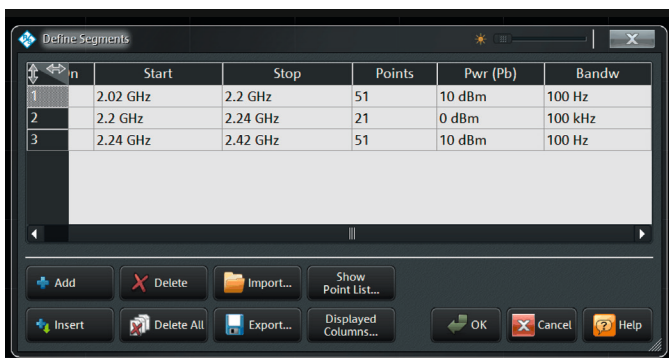 Define Segments
n Start Stop Points Pwr (Pb) Bandw
1 2.02 GHz 2.2 GHz 51 10 dBm 100 Hz
2 2.2 GHz 2.24 GHz 21 0 dBm 100 kHz
3 2.24 GHz 2.42 GHz 51 10 dBm 100 Hz
Add Delete Import... Show Point List...
Insert Delete All Export... Displayed Columns... OK Cancel Help